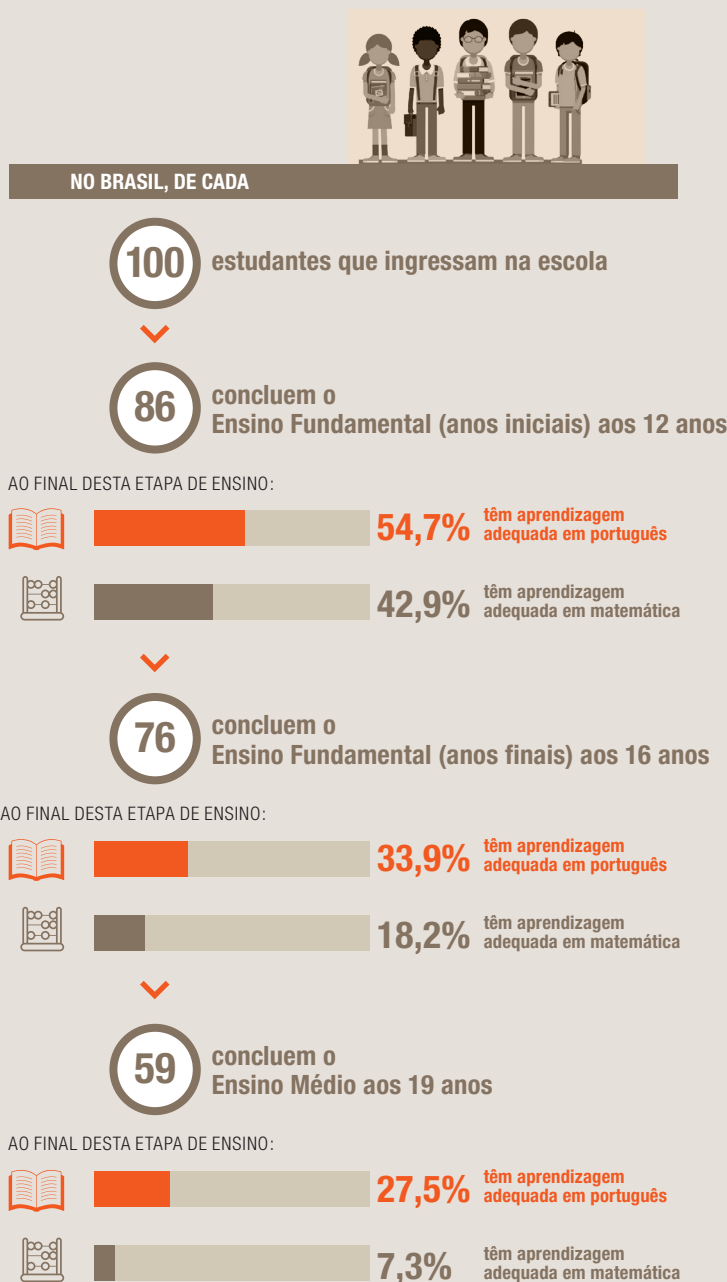 NO BRASIL, DE CADA
100 estudantes que ingressam na escola
86 concluem o
Ensino Fundamental (anos iniciais) aos 12 anos
AO FINAL DESTA ETAPA DE ENSINO:
54,7% têm aprendizagem
adequada em português
42,9% têm aprendizagem
adequada em matemática
76 concluem o
Ensino Fundamental (anos finais) aos 16 anos
AO FINAL DESTA ETAPA DE ENSINO:
33,9% têm aprendizagem
adequada em português
18,2% têm aprendizagem
adequada em matemática
59 concluem o
Ensino Médio aos 19 anos
AO FINAL DESTA ETAPA DE ENSINO:
27,5% têm aprendizagem
adequada em português
7,3% têm aprendizagem
adequada em matemática